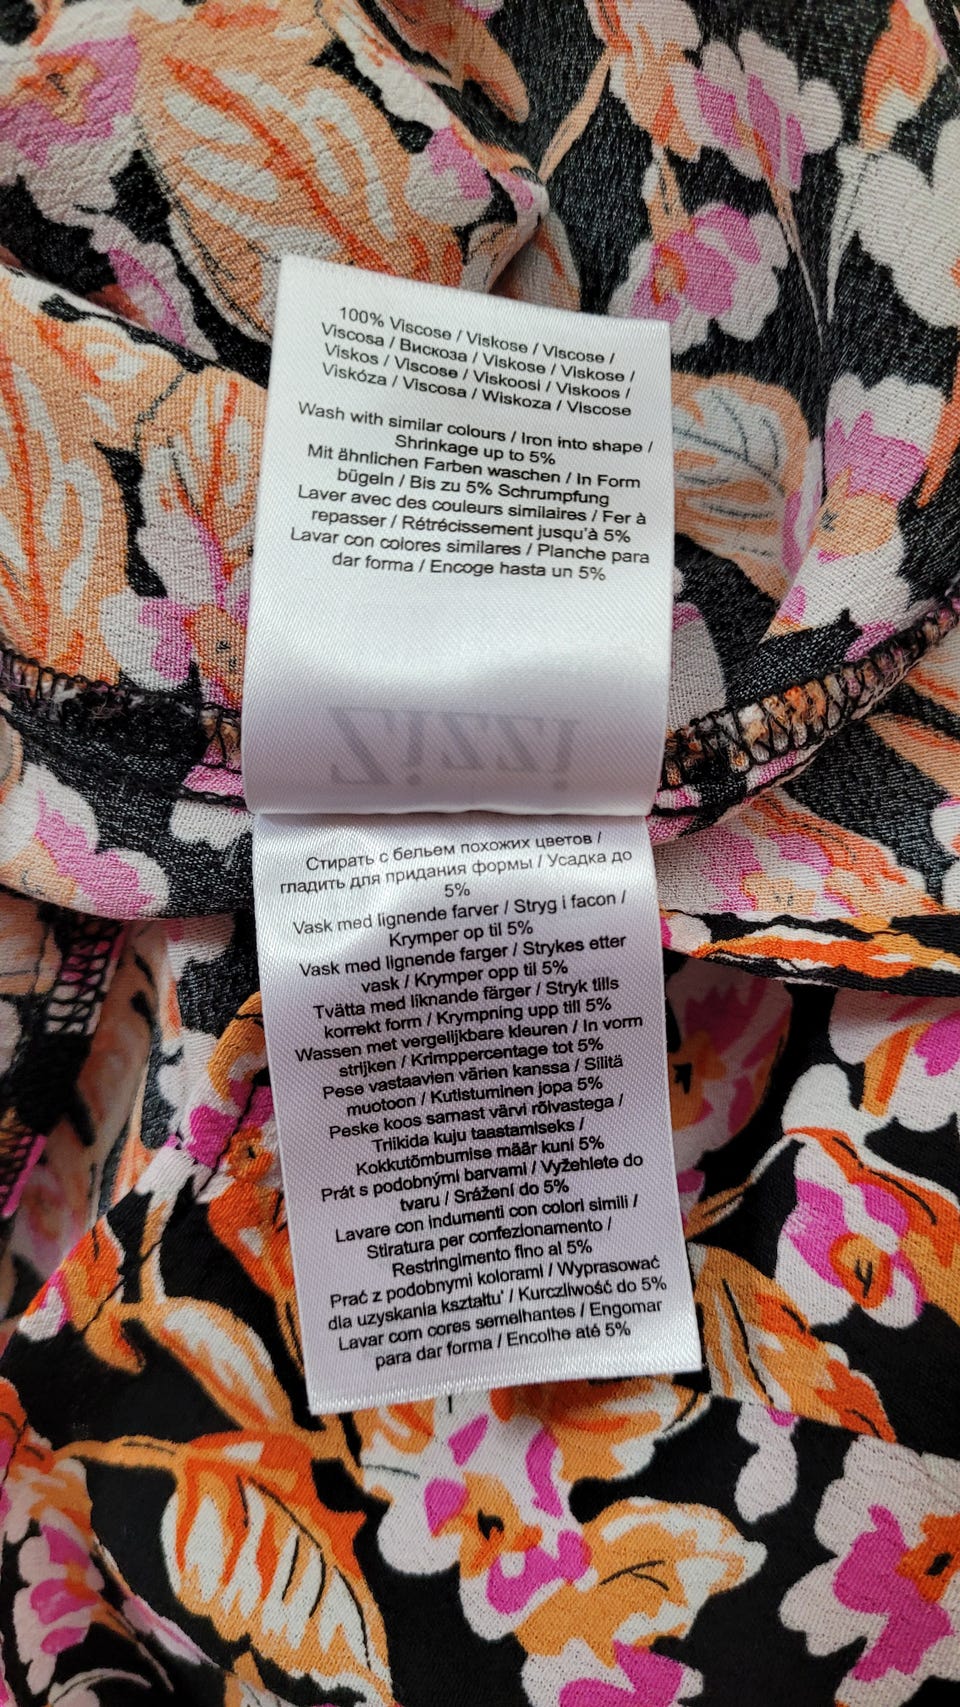 100% Viscose / Viskose / Viscose /
Viscosa / Вискоза / Viskose / Viskose /
Viskos / Viscose / Viskoosi / Viskoos /
Viskóza / Viscosa / Wiskoza / Viscose
Wash with similar colours / Iron into shape /
Shrinkage up to 5%
Mit ähnlichen Farben waschen / In Form
bügeln / Bis zu 5% Schrumpfung
Laver avec des couleurs similaires / Fer à
repasser / Rétrécissement jusqu'à 5%
Lavar con colores similares / Planche para
dar forma / Encoge hasta un 5%
Zizzi
Стирать с бельем похожих цветов /
гладить для придания формы / Усадка до
5%
Vask med lignende farver / Stryg i facon /
Krymper op til 5%
Vask med lignende farger / Strykes etter
vask / Krymper opp til 5%
Tvätta med liknande färger / Stryk tills
korrekt form / Krympning upp till 5%
Wassen met vergelijkbare kleuren / In vorm
strijken / Krimppercentage tot 5%
Pese vastaavien värien kanssa / Silitä
muotoon / Kutistuminen jopa 5%
Peske koos samast värvi rõlvastega /
Triikida kuju taastamiseks /
Kokkutõmbumise määr kuni 5%
Prát s podobnými barvami / Vyžehlete do
tvaru / Srážení do 5%
Lavare con indumenti con colori simili /
Stiratura per confezionamento /
Restringimento fino al 5%
Prać z podobnymi kolorami / Wyprasować
dla uzyskania kształtu' / Kurczliwość do 5%
Lavar com cores semelhantes / Engomar
para dar forma / Encolhe até 5%